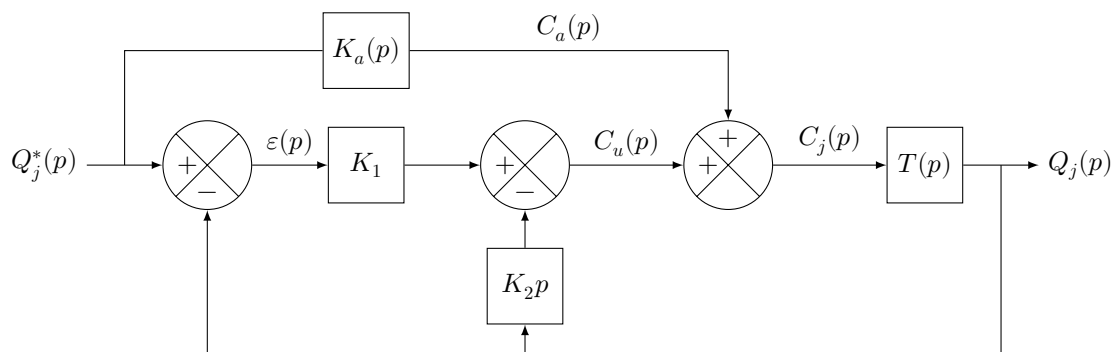 K_a(p)
C_a(p)
Q_j^*(p)
+
−
ε(p)
K_1
+
−
C_u(p)
+
+
C_j(p)
T(p)
Q_j(p)
K_2p